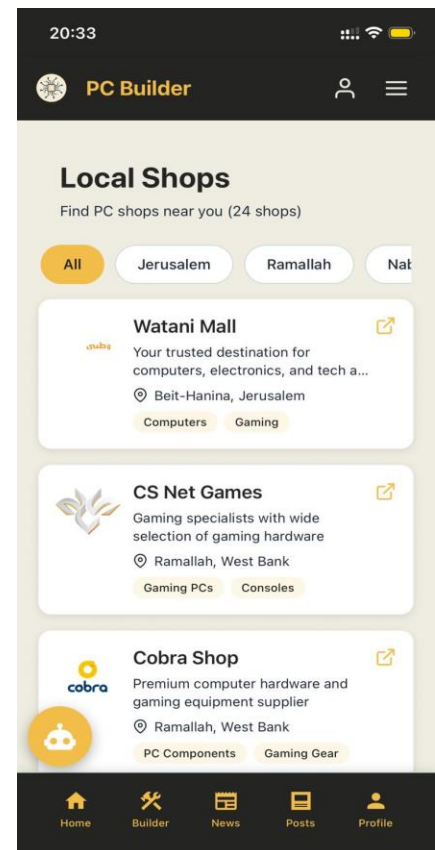 20:33
PC Builder
Local Shops
Find PC shops near you (24 shops)
All Jerusalem Ramallah
Watani Mall
Your trusted destination for
computers, electronics, and tech a...
Beit-Hanina, Jerusalem
Computers Gaming
CS Net Games
Gaming specialists with wide
selection of gaming hardware
Ramallah, West Bank
Gaming PCs Consoles
Cobra Shop
cobra
Premium computer hardware and
gaming equipment supplier
Ramallah, West Bank
PC Components Gaming Gear
Home Builder News Posts Profile